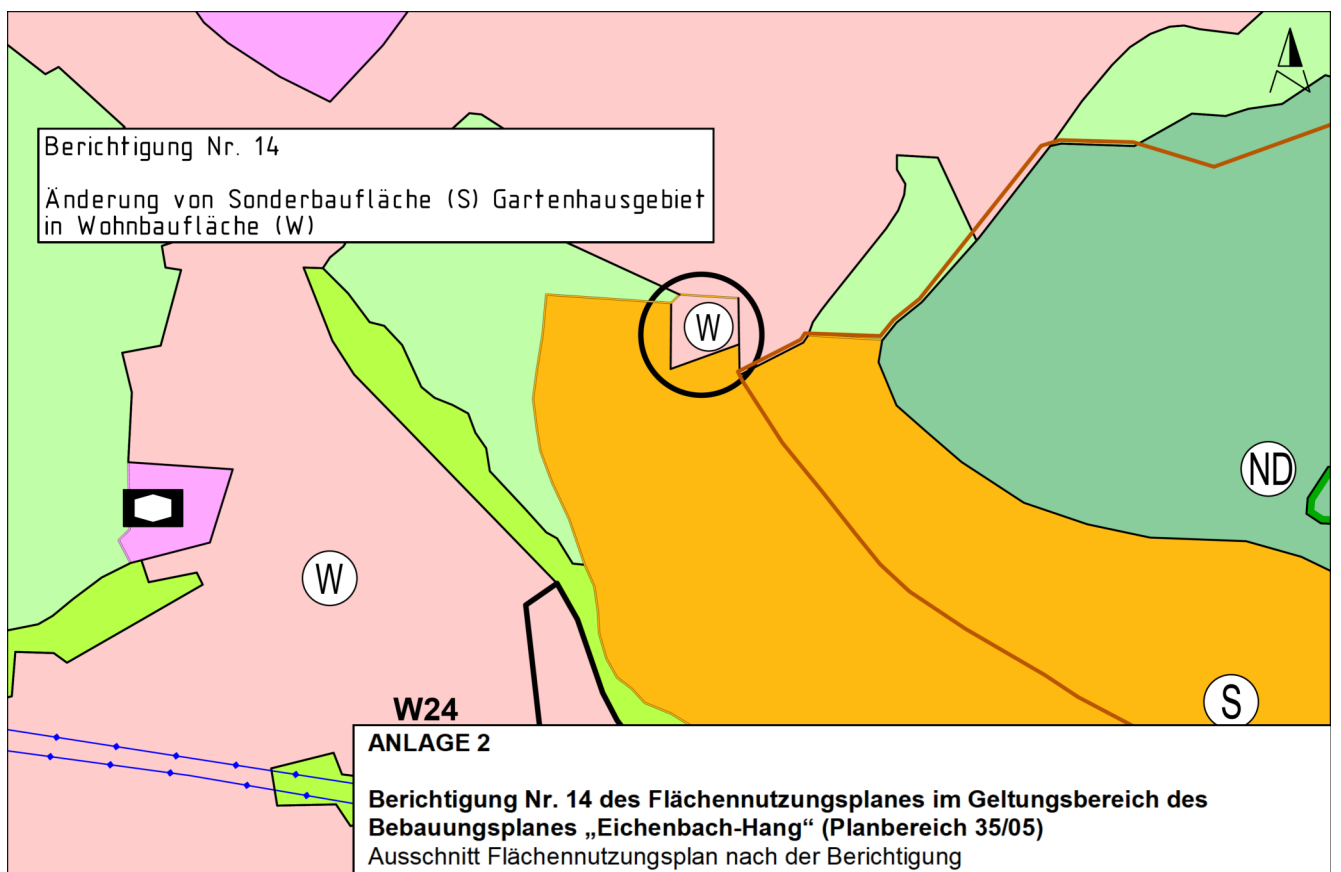 Berichtigung Nr. 14
Änderung von Sonderbaufläche (S) Gartenhausgebiet
in Wohnbaufläche (W)
W
ND
W
S
W24
ANLAGE 2
Berichtigung Nr. 14 des Flächennutzungsplanes im Geltungsbereich des
Bebauungsplanes „Eichenbach-Hang“ (Planbereich 35/05)
Ausschnitt Flächennutzungsplan nach der Berichtigung